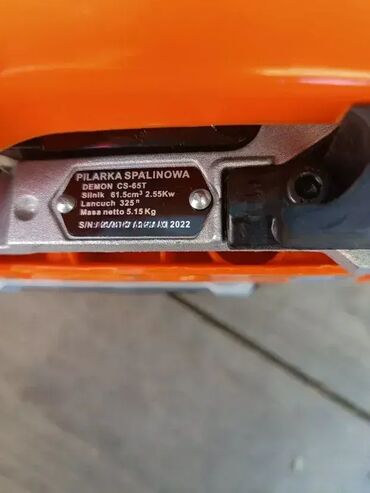 PILARKA SPALINOWA
DEMON CS-65T
Silnik 61.5cm³ 2.55Kw
Lancuch 325"
Masa netto 5.15Kg
S/N: 2022